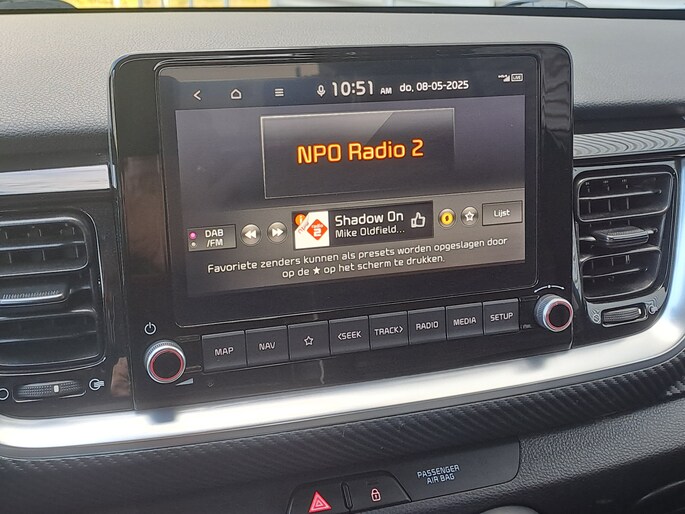 10:51 AM do, 08-05-2025
LIVE
NPO Radio 2
DAB
/FM
2
Shadow On
Mike Oldfield...
Lijst
Favoriete zenders kunnen als presets worden opgeslagen door
op de ★ op het scherm te drukken.
MAP
NAV
☆
<SEEK
TRACK>
RADIO
MEDIA
SETUP
PASSENGER
AIR BAG